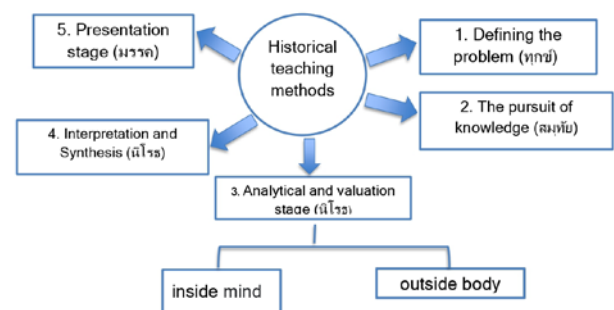 Historical
teaching
methods
1. Defining the
problem (ทุกข์)
2. The pursuit of
knowledge (สมุทัย)
3. Analytical and valuation
stage (นิโรธ)
inside mind
outside body
4. Interpretation and
Synthesis (นิโรธ)
5. Presentation
stage (มรรค)